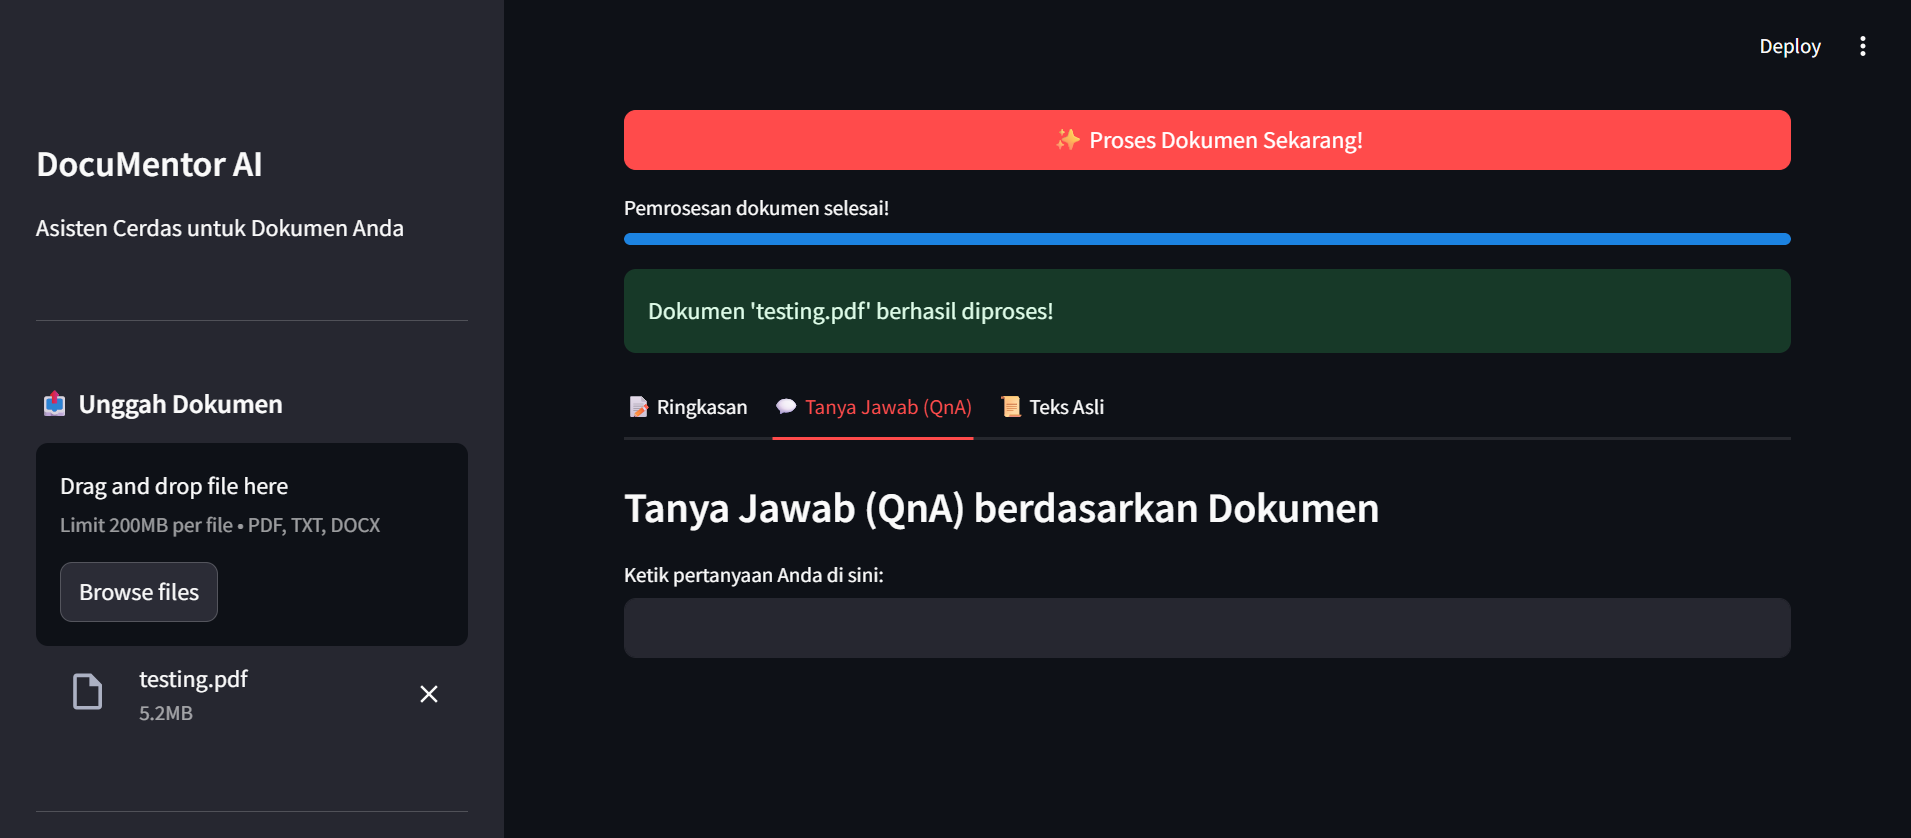 DocuMentor AI
Asisten Cerdas untuk Dokumen Anda
Unggah Dokumen
Drag and drop file here
Limit 200MB per file • PDF, TXT, DOCX
Browse files
testing.pdf
5.2MB
Deploy
✨ Proses Dokumen Sekarang!
Pemrosesan dokumen selesai!
Dokumen 'testing.pdf' berhasil diproses!
Ringkasan
Tanya Jawab (QnA)
Teks Asli
Tanya Jawab (QnA) berdasarkan Dokumen
Ketik pertanyaan Anda di sini: